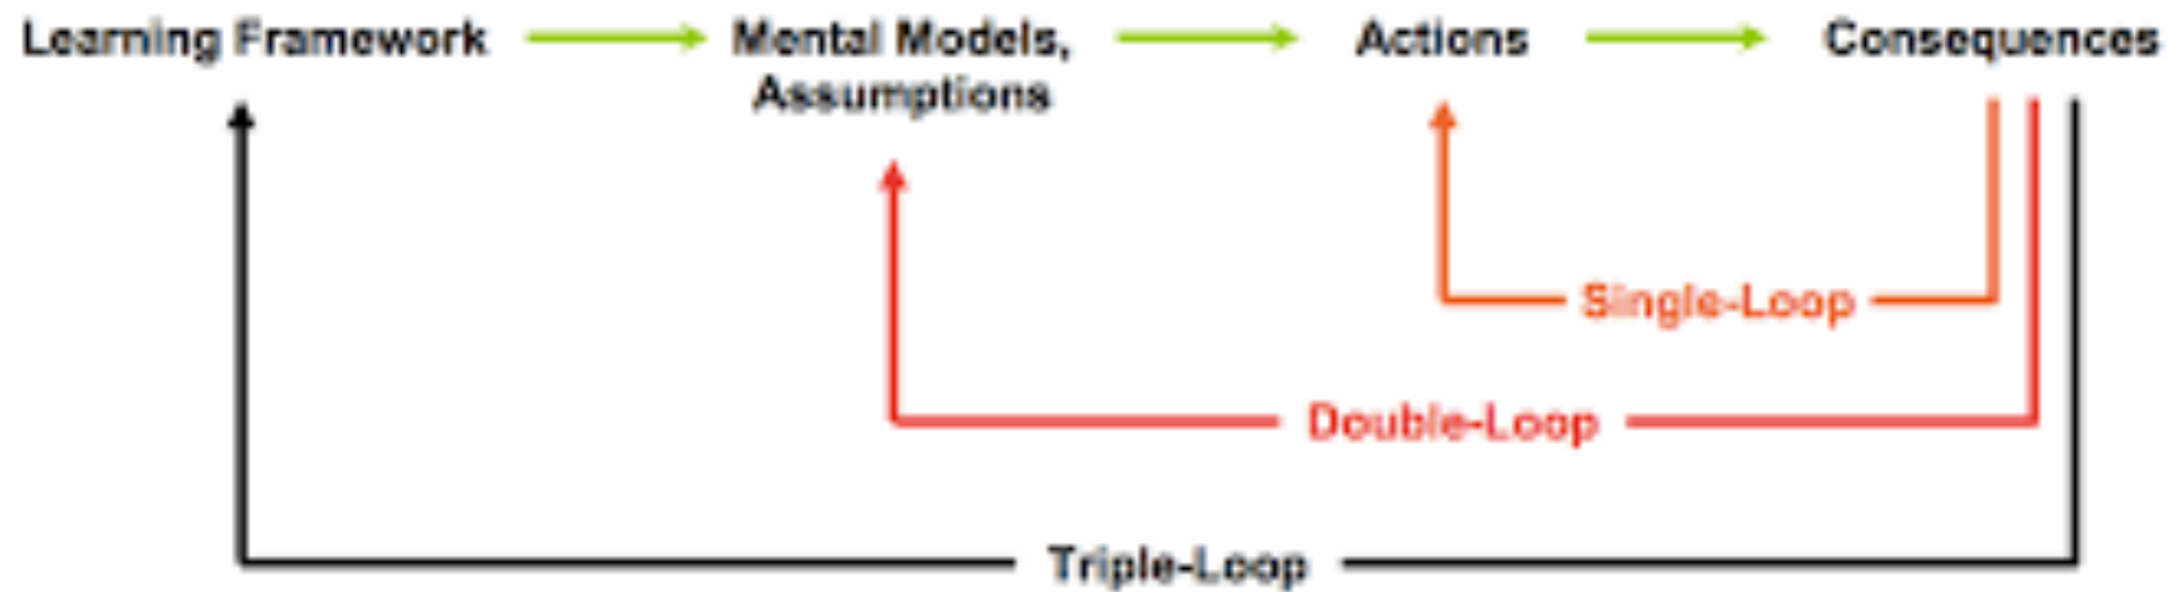 Learning Framework
Mental Models,
Assumptions
Actions
Consequences
Single-Loop
Double-Loop
Triple-Loop